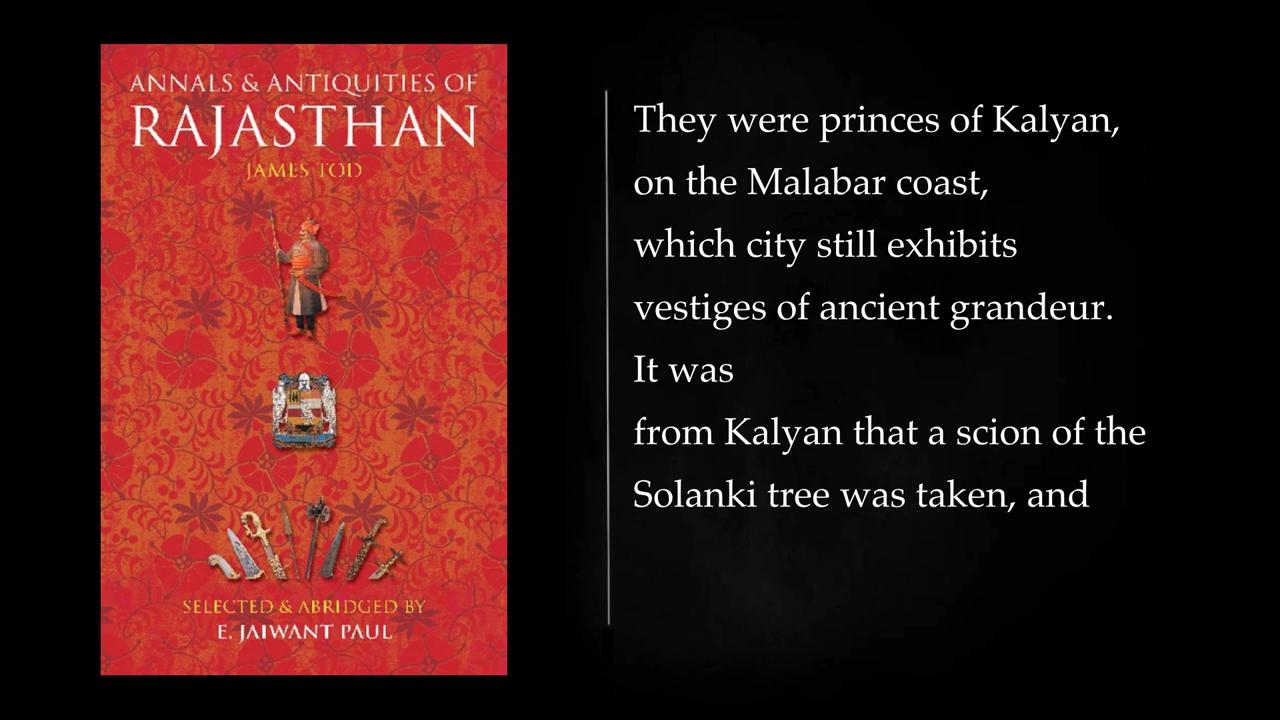 ANNALS & ANTIQUITIES OF
RAJASTHAN
JAMES TOD
SELECTED & ABRIDGED BY
E. JAIWANT PAUL
They were princes of Kalyan,
on the Malabar coast,
which city still exhibits
vestiges of ancient grandeur.
It was
from Kalyan that a scion of the
Solanki tree was taken, and